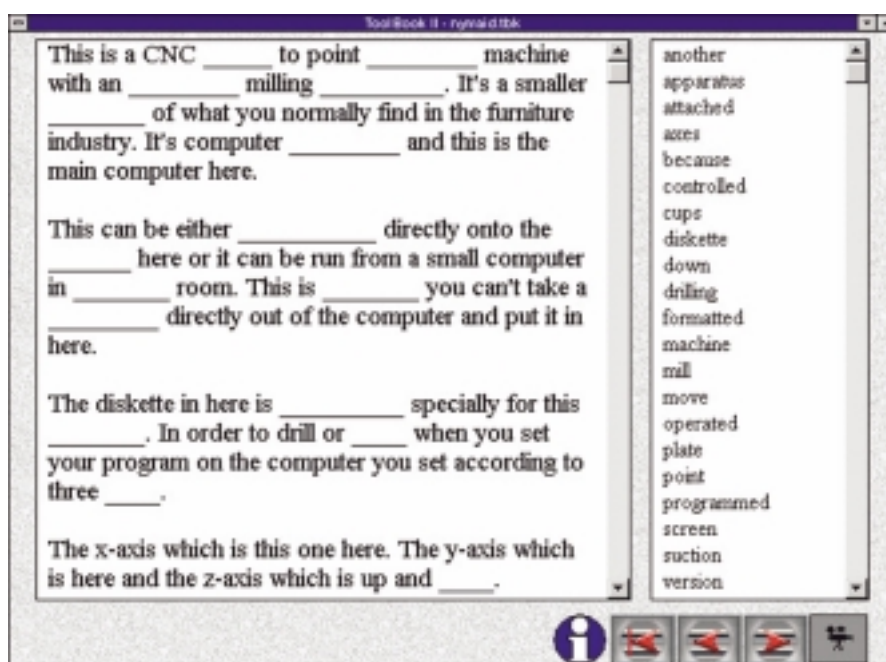 ToolBook II - nymaid.tbk
This is a CNC ______ to point __________ machine
with an __________ milling ___________. It's a smaller
_________ of what you normally find in the furniture
industry. It's computer __________ and this is the
main computer here.
This can be either ____________ directly onto the
_______ here or it can be run from a small computer
in ________ room. This is ________ you can't take a
__________ directly out of the computer and put it in
here.
The diskette in here is ___________ specially for this
________. In order to drill or _____ when you set
your program on the computer you set according to
three _____.
The x-axis which is this one here. The y-axis which
is here and the z-axis which is up and _____.
another
apparatus
attached
axes
because
controlled
cups
diskette
down
drilling
formatted
machine
mill
move
operated
plate
point
programmed
screen
suction
version